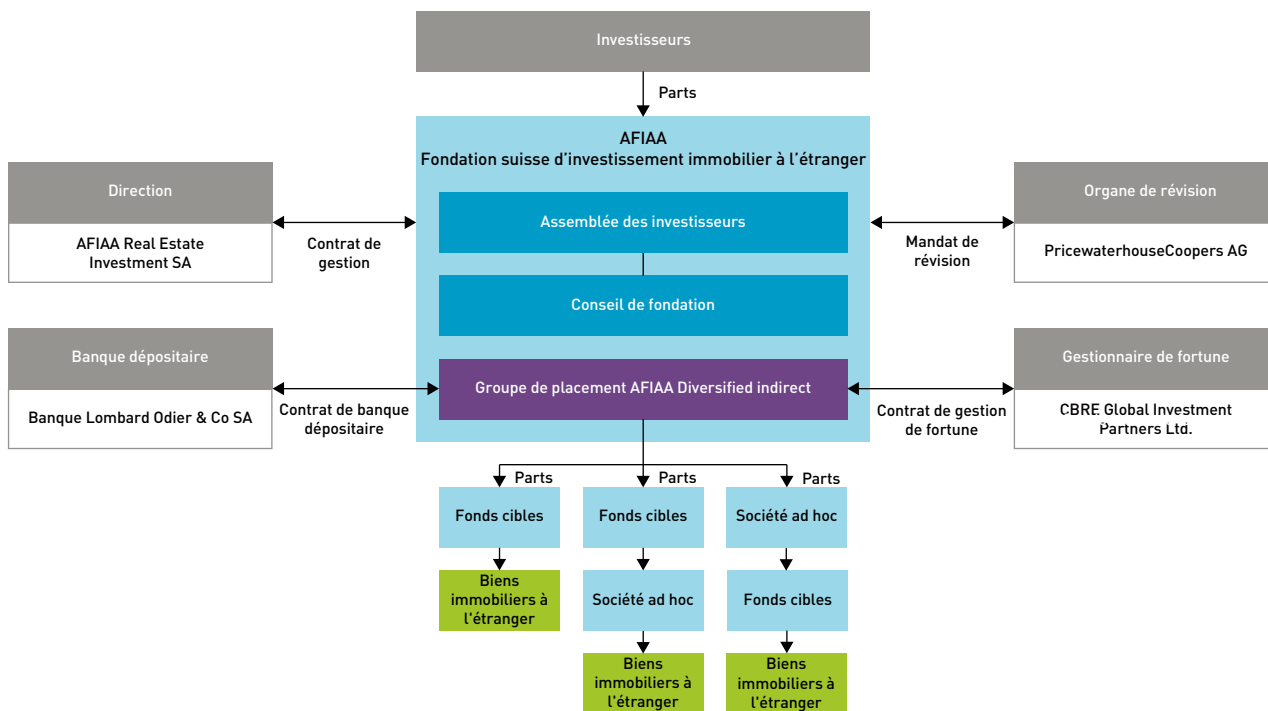 Investisseurs
Parts
AFIAA
Fondation suisse d'investissement immobilier à l'étranger
Direction
AFIAA Real Estate
Investment SA
Contrat de
gestion
Assemblée des investisseurs
Conseil de fondation
Mandat de
révision
Organe de révision
PricewaterhouseCoopers AG
Banque dépositaire
Banque Lombard Odier & Co SA
Contrat de banque
dépositaire
Groupe de placement AFIAA Diversified indirect
Contrat de gestion
de fortune
Gestionnaire de fortune
CBRE Global Investment
Partners Ltd.
Parts
Parts
Parts
Fonds cibles
Fonds cibles
Société ad hoc
Biens
immobiliers à
l'étranger
Société ad hoc
Fonds cibles
Biens
immobiliers à
l'étranger
Biens
immobiliers à
l'étranger